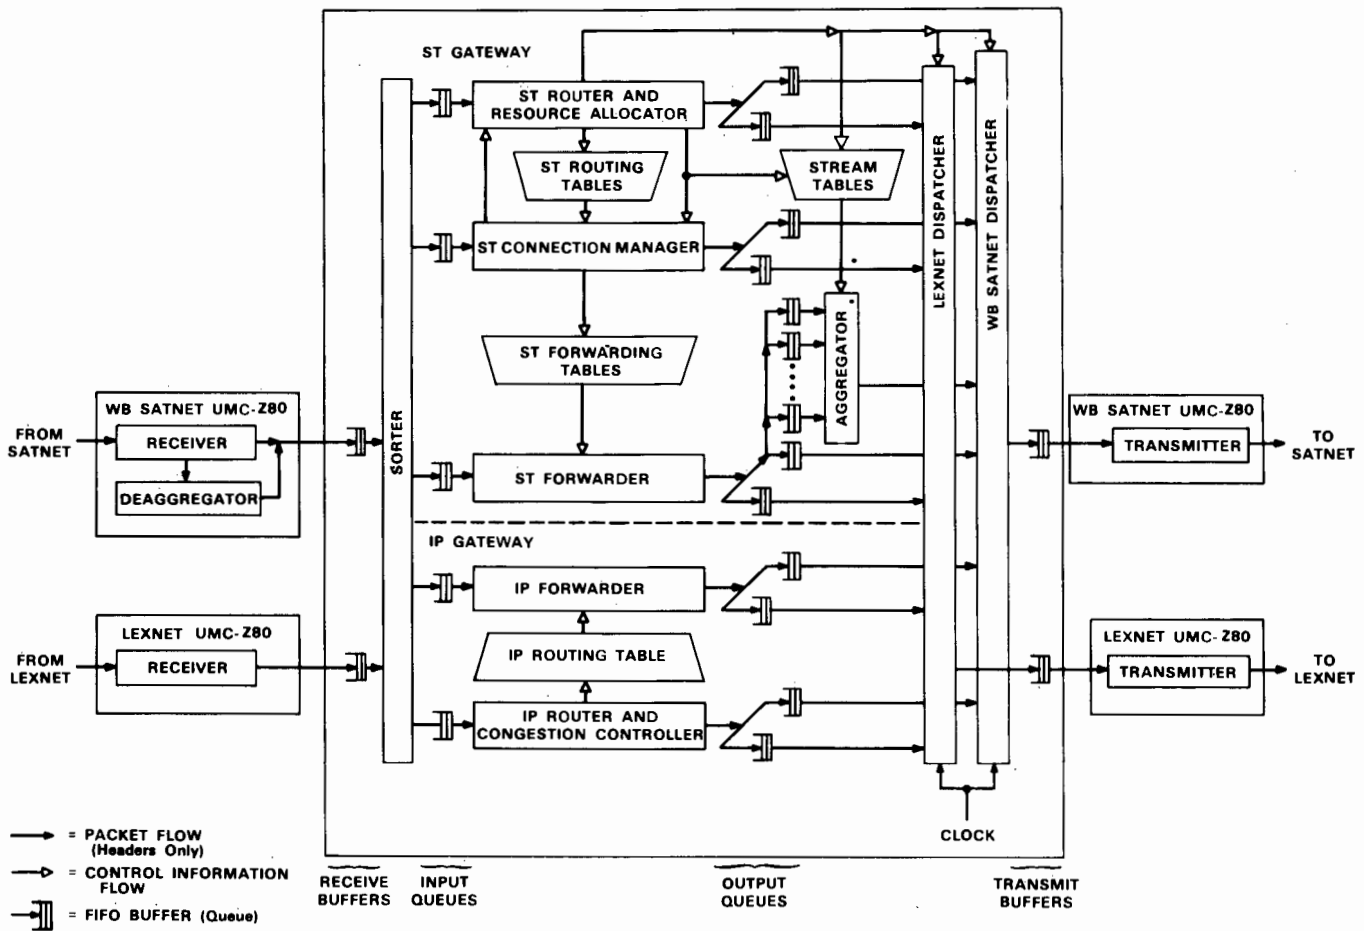 ST GATEWAY
ST ROUTER AND
RESOURCE ALLOCATOR
ST ROUTING
TABLES
STREAM
TABLES
ST CONNECTION MANAGER
ST FORWARDING
TABLES
AGGREGATOR
LEXNET DISPATCHER
WB SATNET DISPATCHER
SORTER
WB SATNET UMC-Z80
FROM
SATNET
RECEIVER
DEAGGREGATOR
ST FORWARDER
WB SATNET UMC-Z80
TRANSMITTER
TO
SATNET
IP GATEWAY
IP FORWARDER
IP ROUTING TABLE
IP ROUTER AND
CONGESTION CONTROLLER
LEXNET UMC-Z80
FROM
LEXNET
RECEIVER
LEXNET UMC-Z80
TRANSMITTER
TO
LEXNET
CLOCK
= PACKET FLOW
(Headers Only)
= CONTROL INFORMATION
FLOW
= FIFO BUFFER (Queue)
RECEIVE
BUFFERS
INPUT
QUEUES
OUTPUT
QUEUES
TRANSMIT
BUFFERS